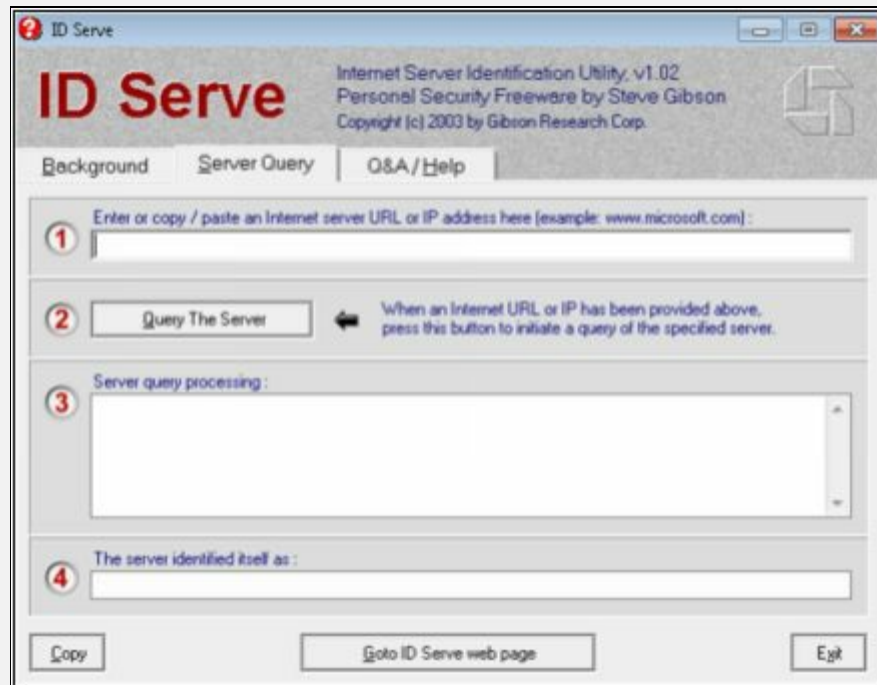 ID Serve
ID Serve
Internet Server Identification Utility, v1.02
Personal Security Freeware by Steve Gibson
Copyright (c) 2003 by Gibson Research Corp.
Background
Server Query
Q&A / Help
1
Enter or copy / paste an Internet server URL or IP address here (example: www.microsoft.com) :
2
Query The Server
When an Internet URL or IP has been provided above,
press this button to initiate a query of the specified server.
3
Server query processing :
4
The server identified itself as :
Copy
Goto ID Serve web page
Exit